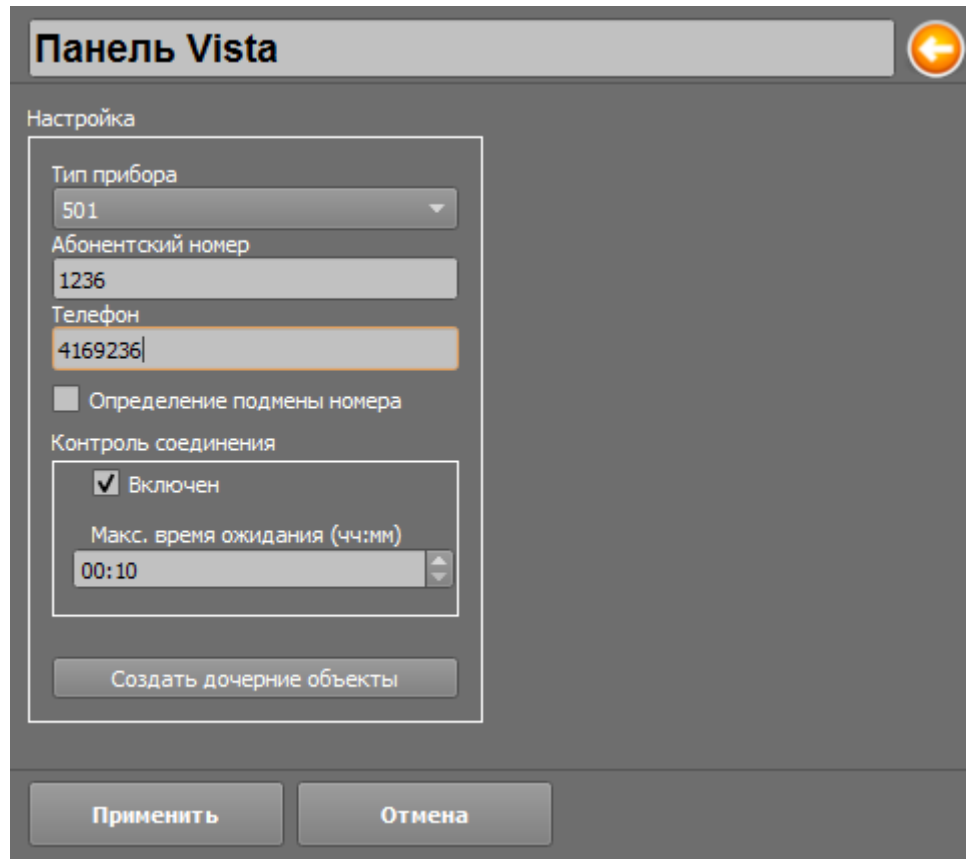 Панель Vista
Настройка
Тип прибора
501
Абонентский номер
1236
Телефон
4169236
Определение подмены номера
Контроль соединения
Включен
Макс. время ожидания (чч:мм)
00:10
Создать дочерние объекты
Применить
Отмена